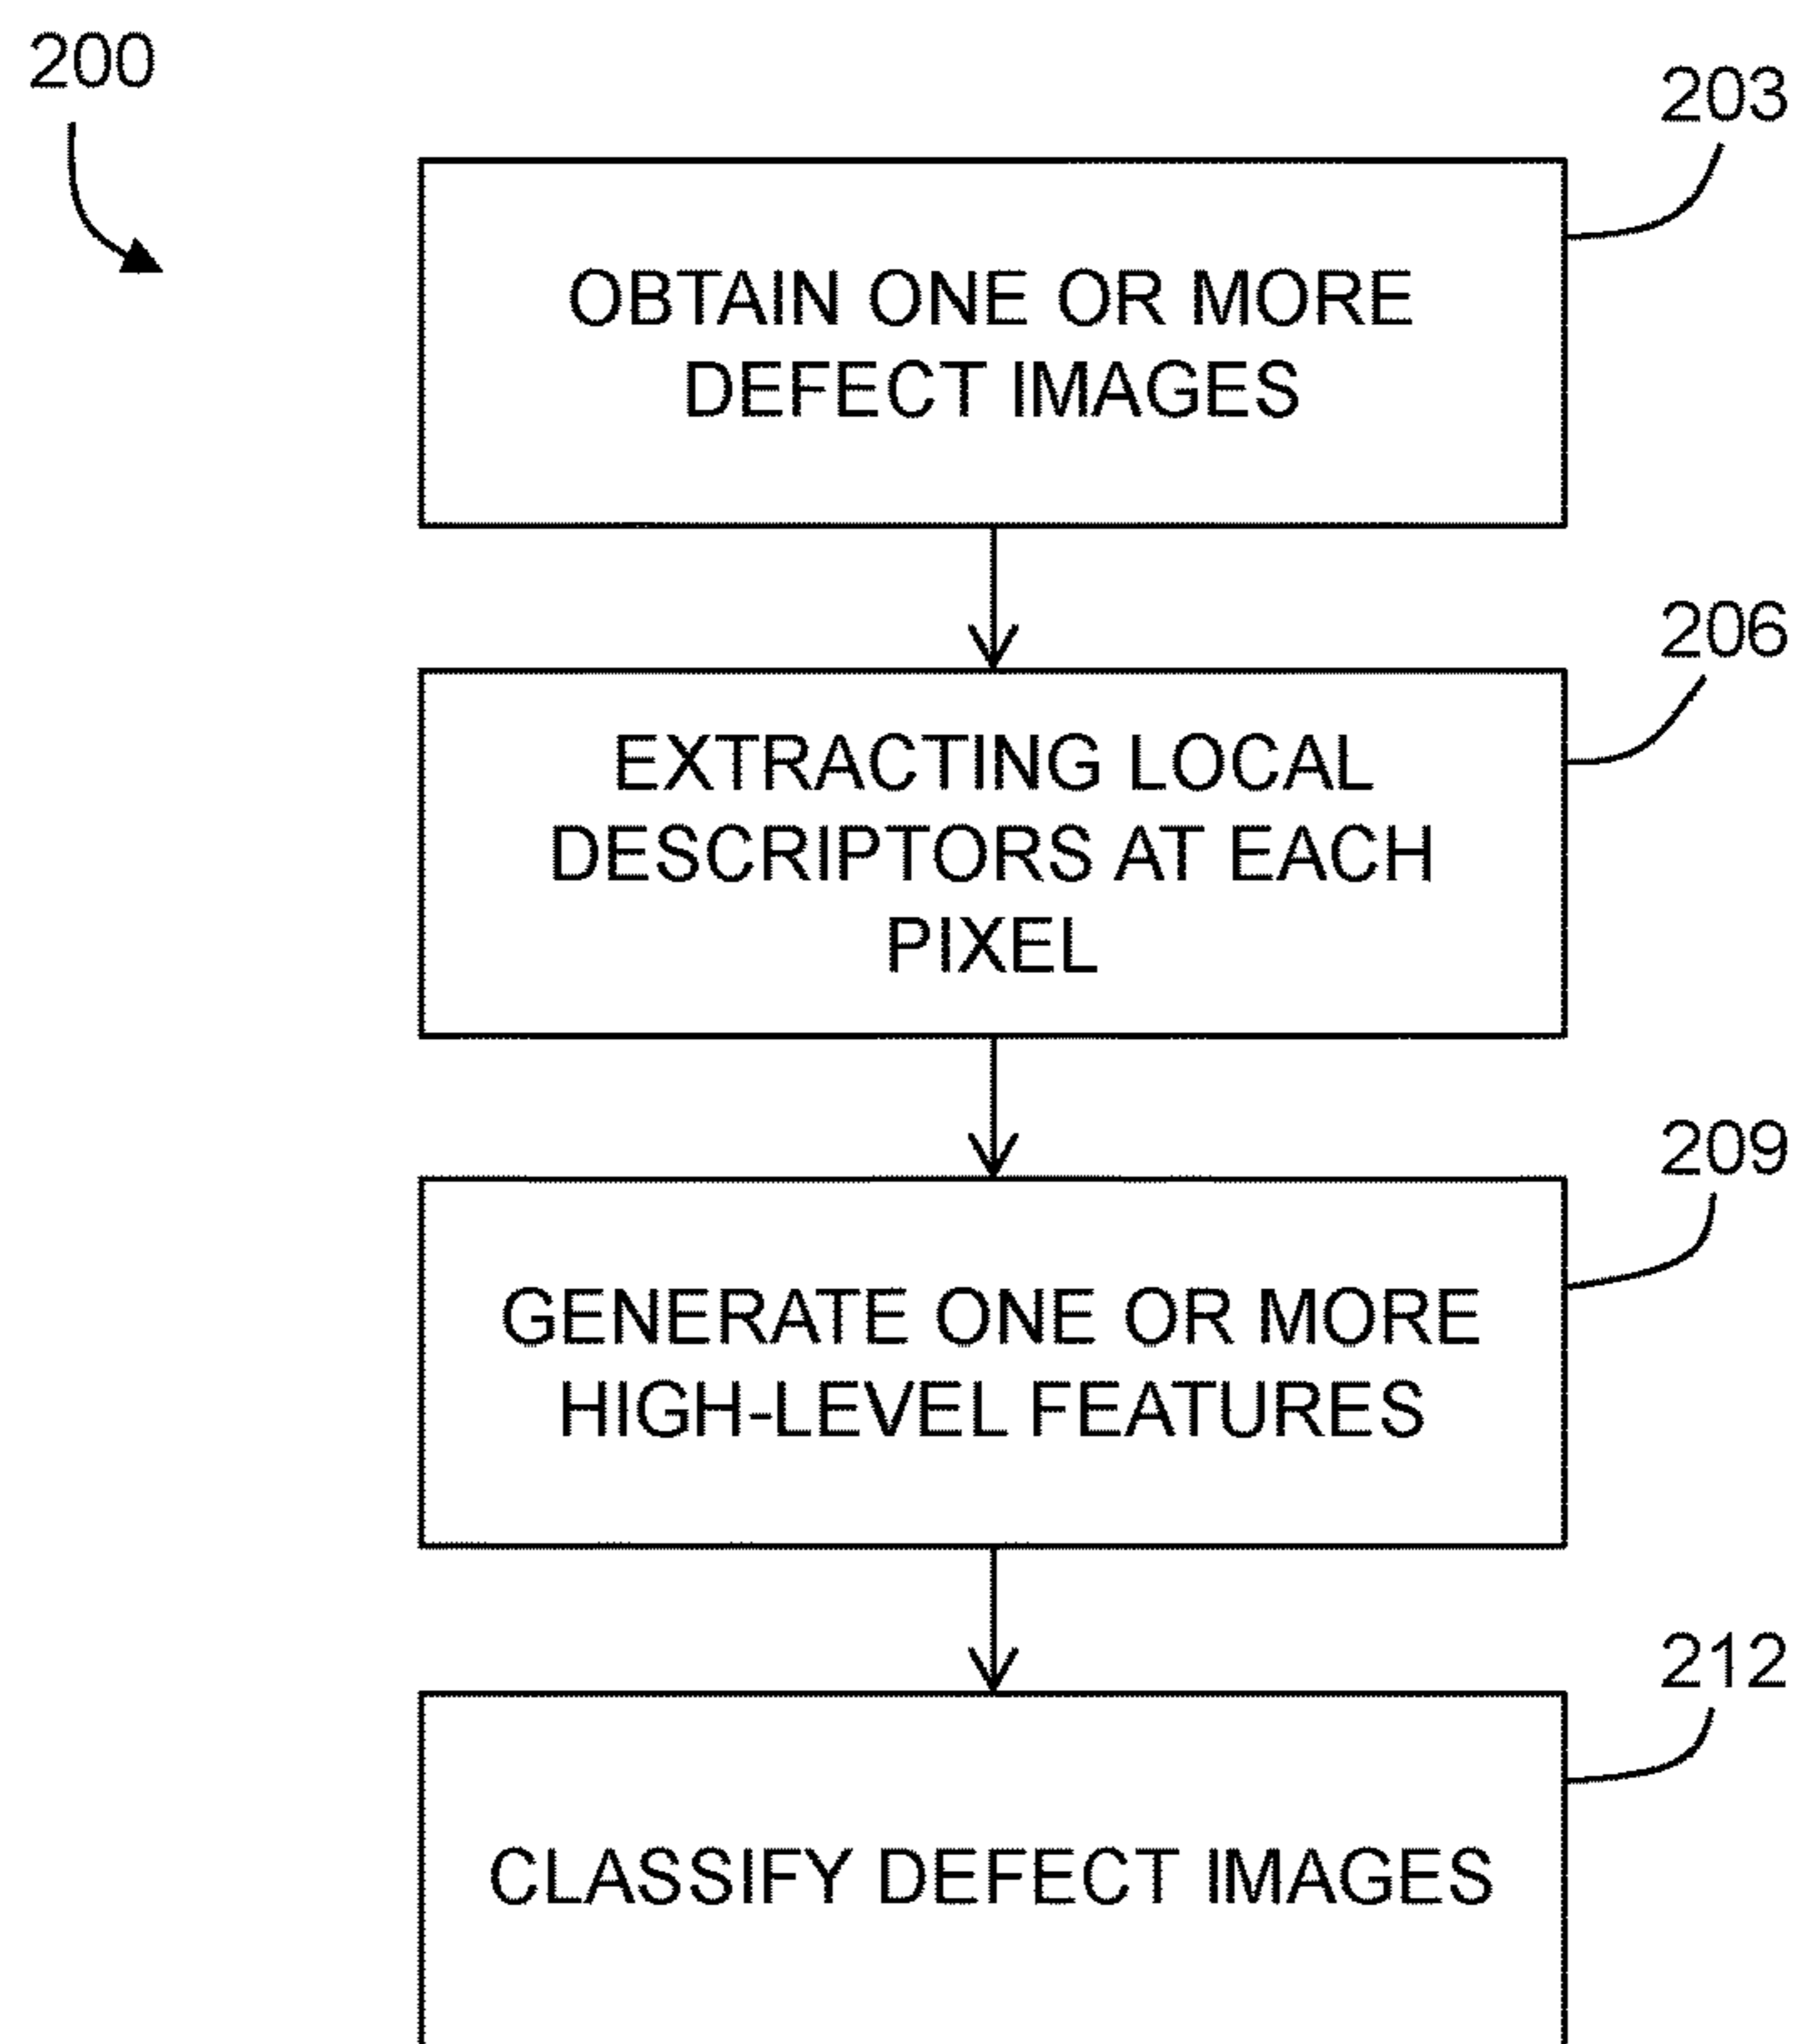 200
203
OBTAIN ONE OR MORE
DEFECT IMAGES
206
EXTRACTING LOCAL
DESCRIPTORS AT EACH
PIXEL
209
GENERATE ONE OR MORE
HIGH-LEVEL FEATURES
212
CLASSIFY DEFECT IMAGES